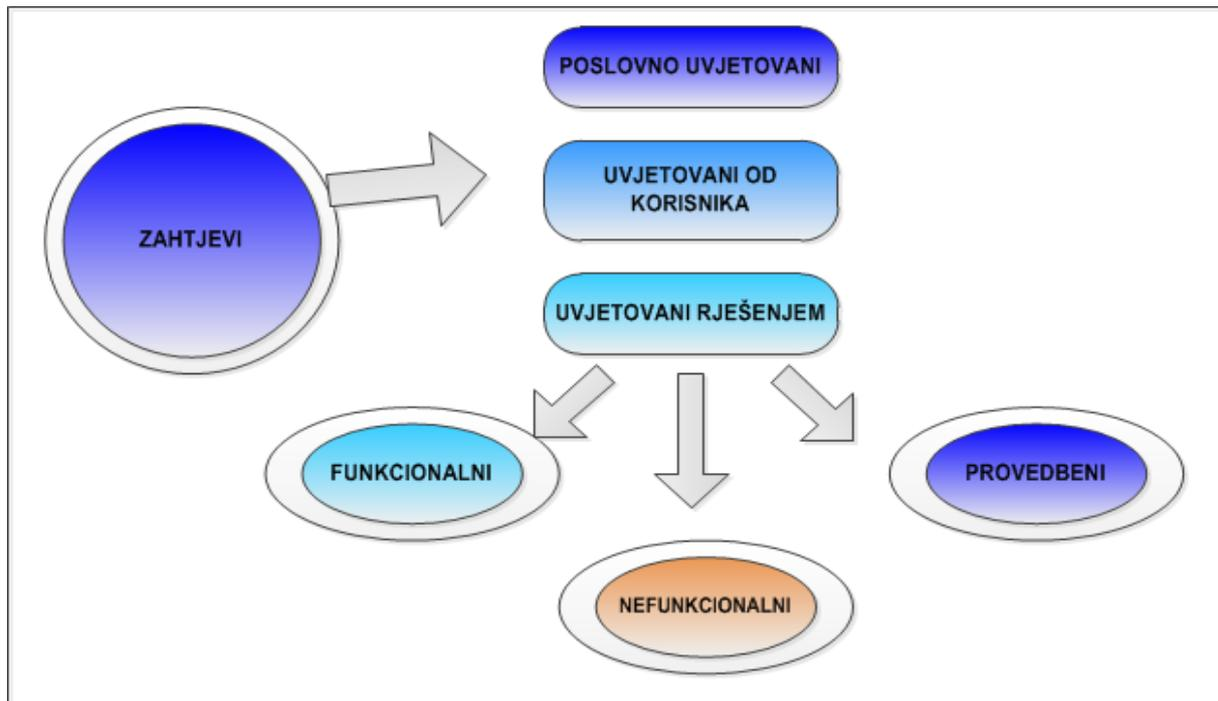 POSLOVNO UVJETOVANI
UVJETOVANI OD
KORISNIKA
ZAHTJEVI
UVJETOVANI RJEŠENJEM
FUNKCIONALNI
PROVEDBENI
NEFUNKCIONALNI